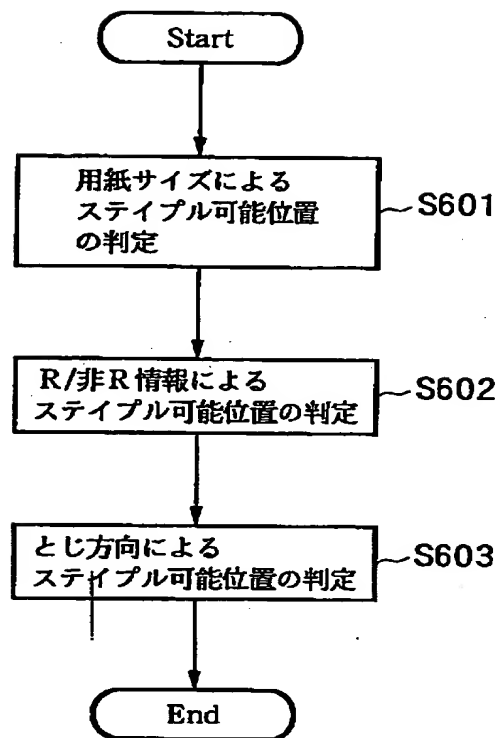 Start
用紙サイズによる
ステイプル可能位置
の判定
S601
R/非R情報による
ステイプル可能位置の判定
S602
とじ方向による
ステイプル可能位置の判定
S603
End